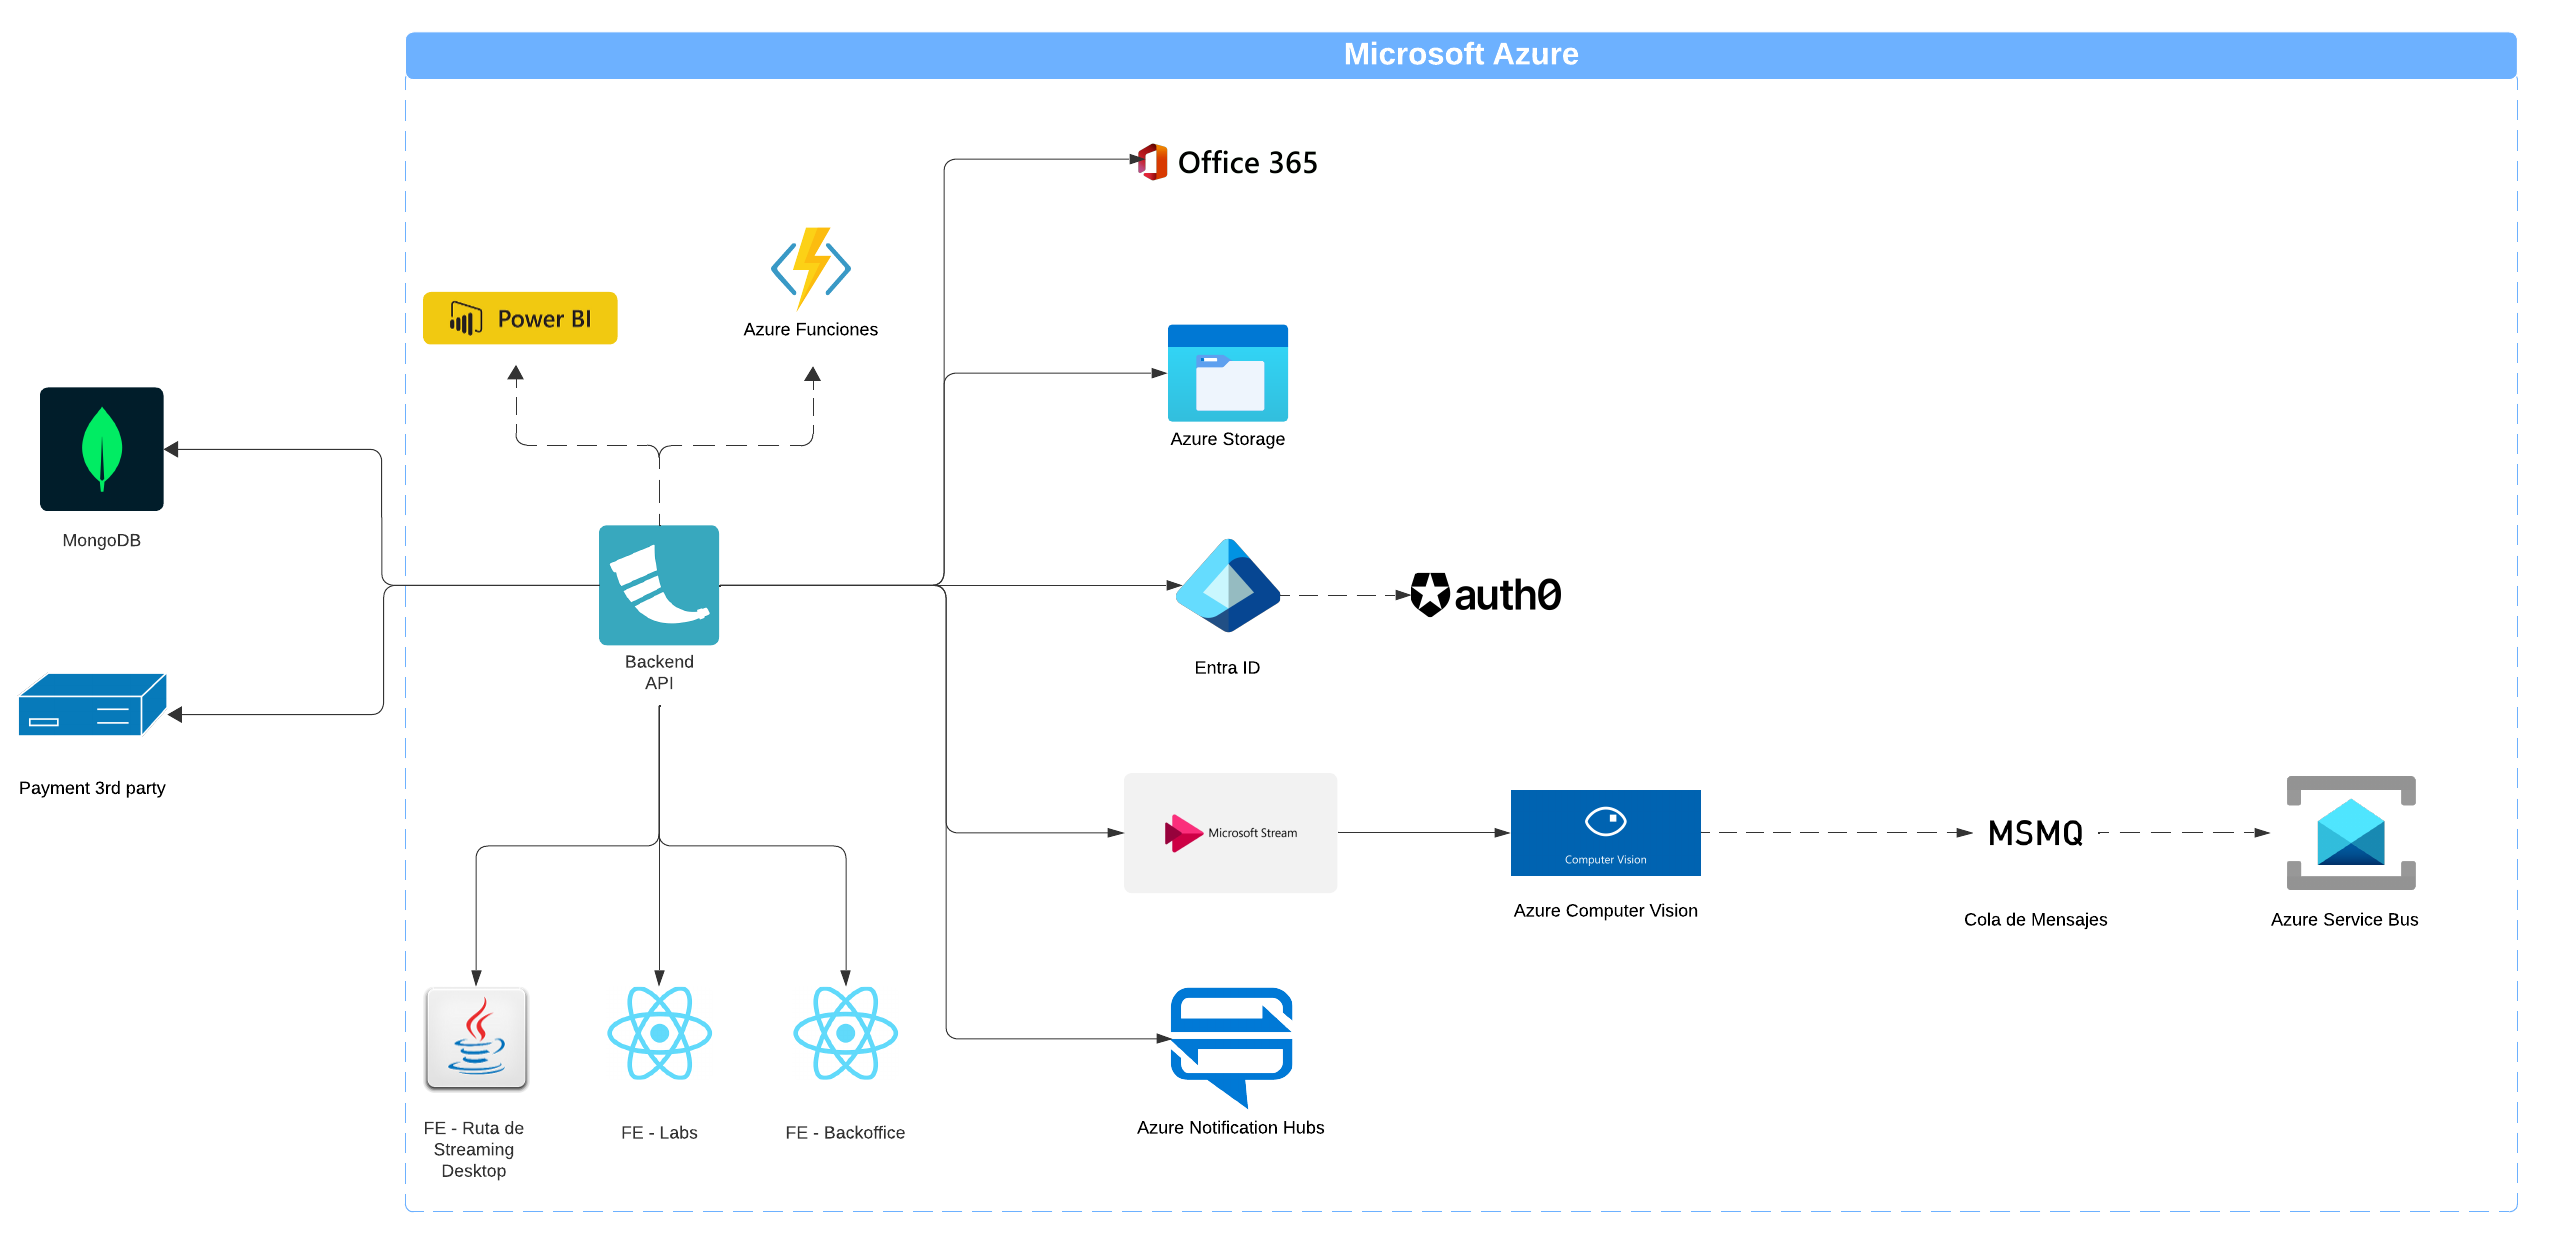 Microsoft Azure
Office 365
Azure Funciones
Power BI
Azure Storage
MongoDB
auth0
Backend
API
Entra ID
Payment 3rd party
Microsoft Stream
Computer Vision
MSMQ
Azure Computer Vision
Cola de Mensajes
Azure Service Bus
FE - Ruta de
Streaming
Desktop
FE - Labs
FE - Backoffice
Azure Notification Hubs